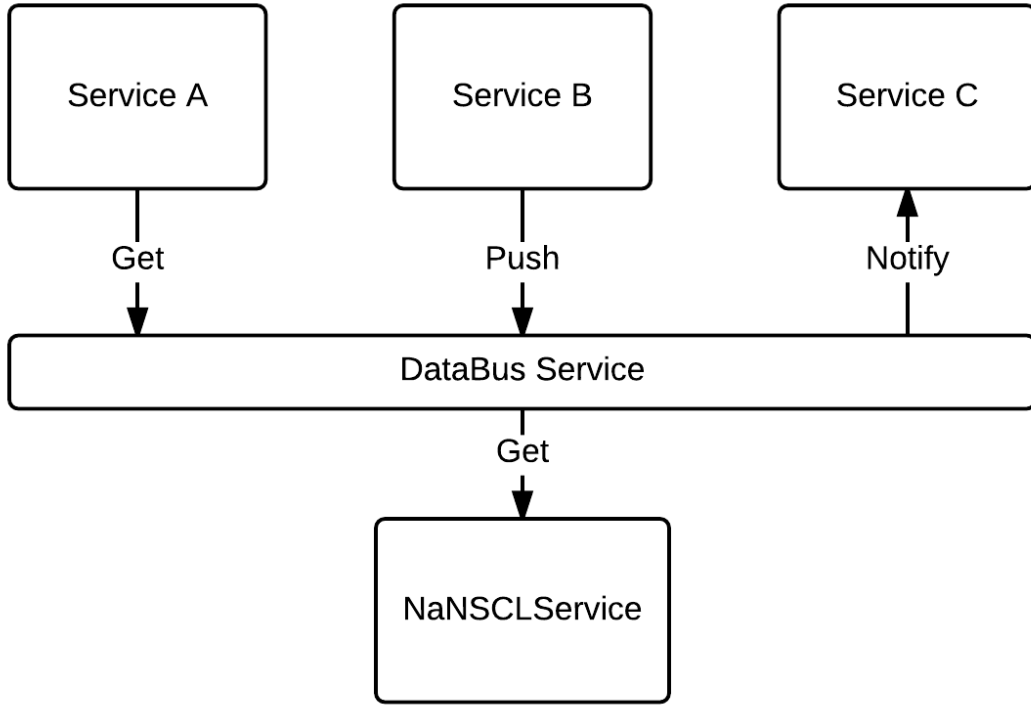 Service A
Service B
Service C
Get
Push
Notify
DataBus Service
Get
NaNSCLService